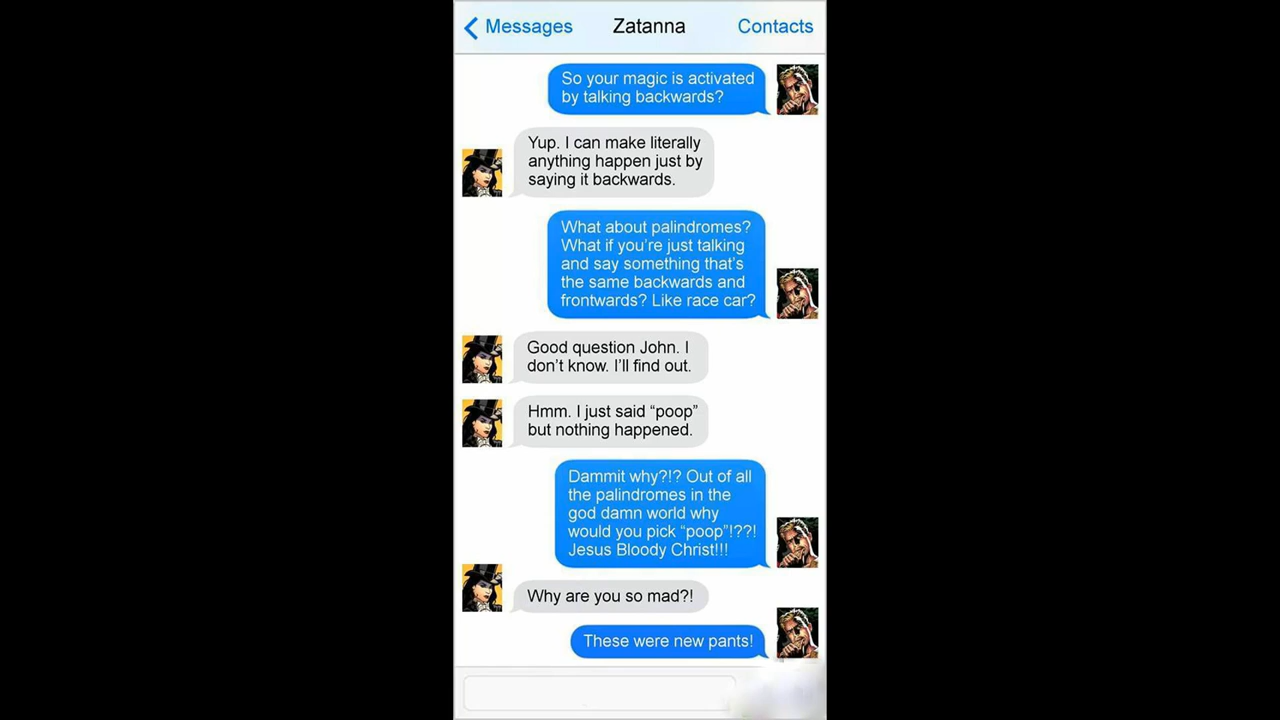 Messages
Zatanna
Contacts
So your magic is activated
by talking backwards?
Yup. I can make literally
anything happen just by
saying it backwards.
What about palindromes?
What if you’re just talking
and say something that’s
the same backwards and
frontwards? Like race car?
Good question John. I
don’t know. I’ll find out.
Hmm. I just said “poop”
but nothing happened.
Dammit why?!? Out of all
the palindromes in the
god damn world why
would you pick “poop”!??!
Jesus Bloody Christ!!!
Why are you so mad?!
These were new pants!